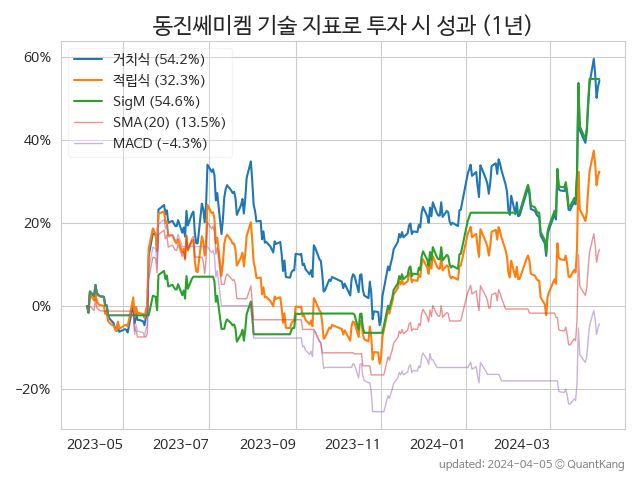 동진쎄미켐 기술 지표로 투자 시 성과 (1년)
거치식 (54.2%)
적립식 (32.3%)
SigM (54.6%)
SMA(20) (13.5%)
MACD (−4.3%)
60%
40%
20%
0%
−20%
2023-05
2023-07
2023-09
2023-11
2024-01
2024-03
updated: 2024-04-05 © QuantKang